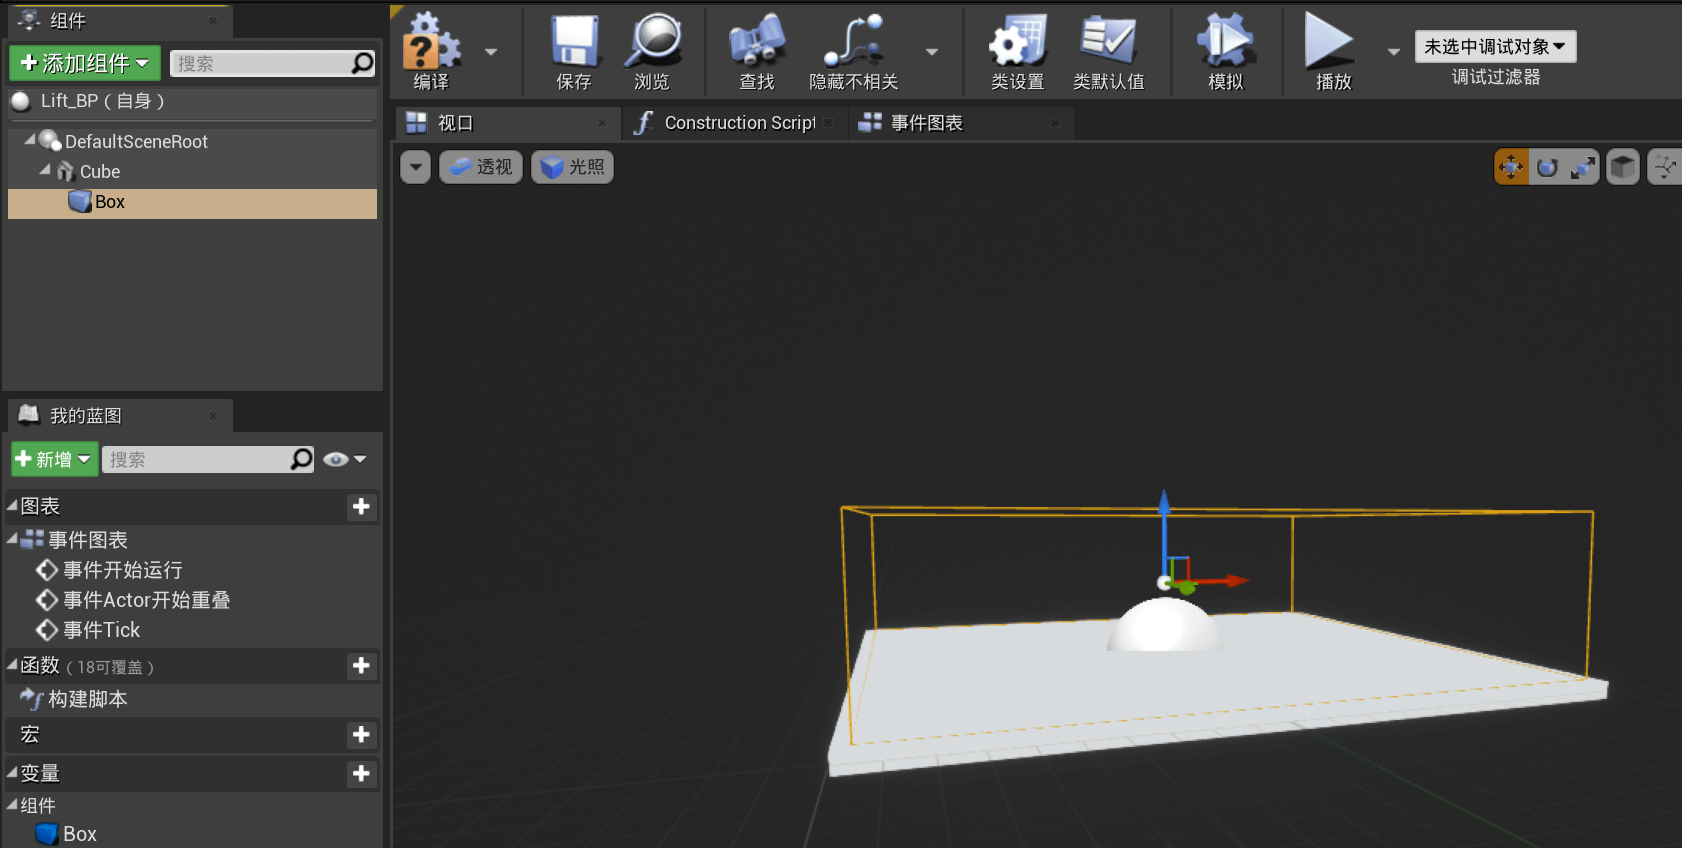 组件
添加组件
搜索
Lift_BP（自身）
DefaultSceneRoot
Cube
Box
我的蓝图
新增
搜索
图表
事件图表
事件开始运行
事件Actor开始重叠
事件Tick
函数（18可覆盖）
构建脚本
宏
变量
组件
Box
编译
保存
浏览
查找
隐藏不相关
类设置
类默认值
模拟
播放
未选中调试对象
调试过滤器
视口
Construction Script
事件图表
透视
光照